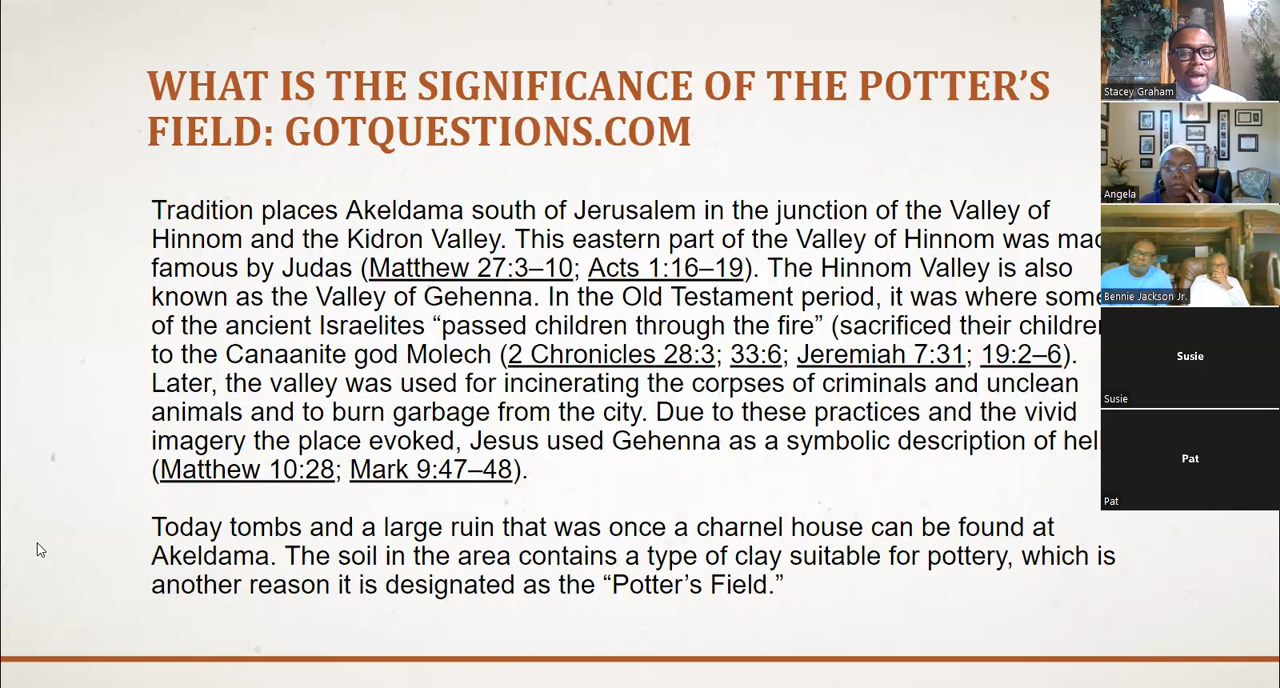 WHAT IS THE SIGNIFICANCE OF THE POTTER’S
FIELD: GOTQUESTIONS.COM
Tradition places Akeldama south of Jerusalem in the junction of the Valley of
Hinnom and the Kidron Valley. This eastern part of the Valley of Hinnom was
famous by Judas (Matthew 27:3–10; Acts 1:16–19). The Hinnom Valley is also
known as the Valley of Gehenna. In the Old Testament period, it was where some
of the ancient Israelites “passed children through the fire” (sacrificed their
to the Canaanite god Molech (2 Chronicles 28:3; 33:6; Jeremiah 7:31; 19:2–6).
Later, the valley was used for incinerating the corpses of criminals and unclean
animals and to burn garbage from the city. Due to these practices and the vivid
imagery the place evoked, Jesus used Gehenna as a symbolic description of
(Matthew 10:28; Mark 9:47–48).
Today tombs and a large ruin that was once a charnel house can be found at
Akeldama. The soil in the area contains a type of clay suitable for pottery, which is
another reason it is designated as the “Potter’s Field.”
Stacey Graham
Angela
Bennie Jackson Jr.
Susie
Susie
Pat
Pat